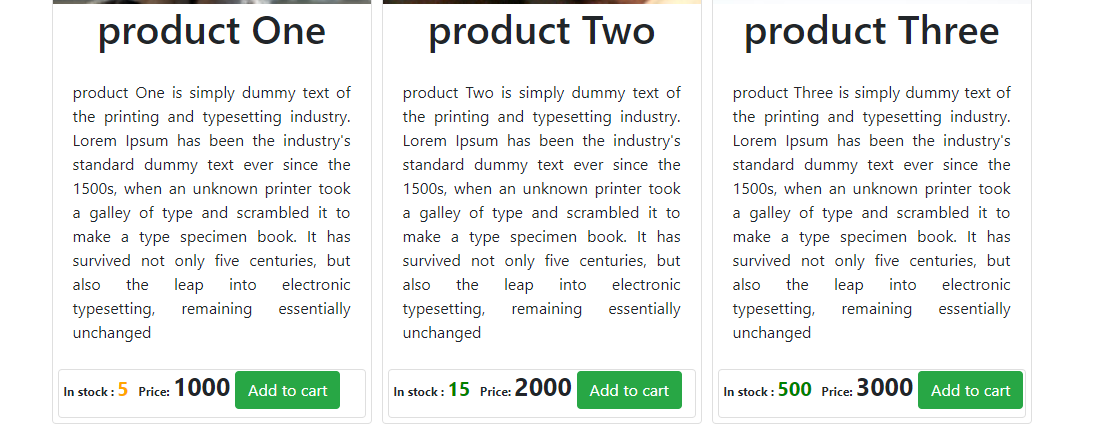 product One
product One is simply dummy text of
the printing and typesetting industry.
Lorem Ipsum has been the industry's
standard dummy text ever since the
1500s, when an unknown printer took
a galley of type and scrambled it to
make a type specimen book. It has
survived not only five centuries, but
also the leap into electronic
typesetting, remaining essentially
unchanged
In stock : 5 Price: 1000 Add to cart
product Two
product Two is simply dummy text of
the printing and typesetting industry.
Lorem Ipsum has been the industry's
standard dummy text ever since the
1500s, when an unknown printer took
a galley of type and scrambled it to
make a type specimen book. It has
survived not only five centuries, but
also the leap into electronic
typesetting, remaining essentially
unchanged
In stock : 15 Price: 2000 Add to cart
product Three
product Three is simply dummy text of
the printing and typesetting industry.
Lorem Ipsum has been the industry's
standard dummy text ever since the
1500s, when an unknown printer took
a galley of type and scrambled it to
make a type specimen book. It has
survived not only five centuries, but
also the leap into electronic
typesetting, remaining essentially
unchanged
In stock : 500 Price: 3000 Add to cart